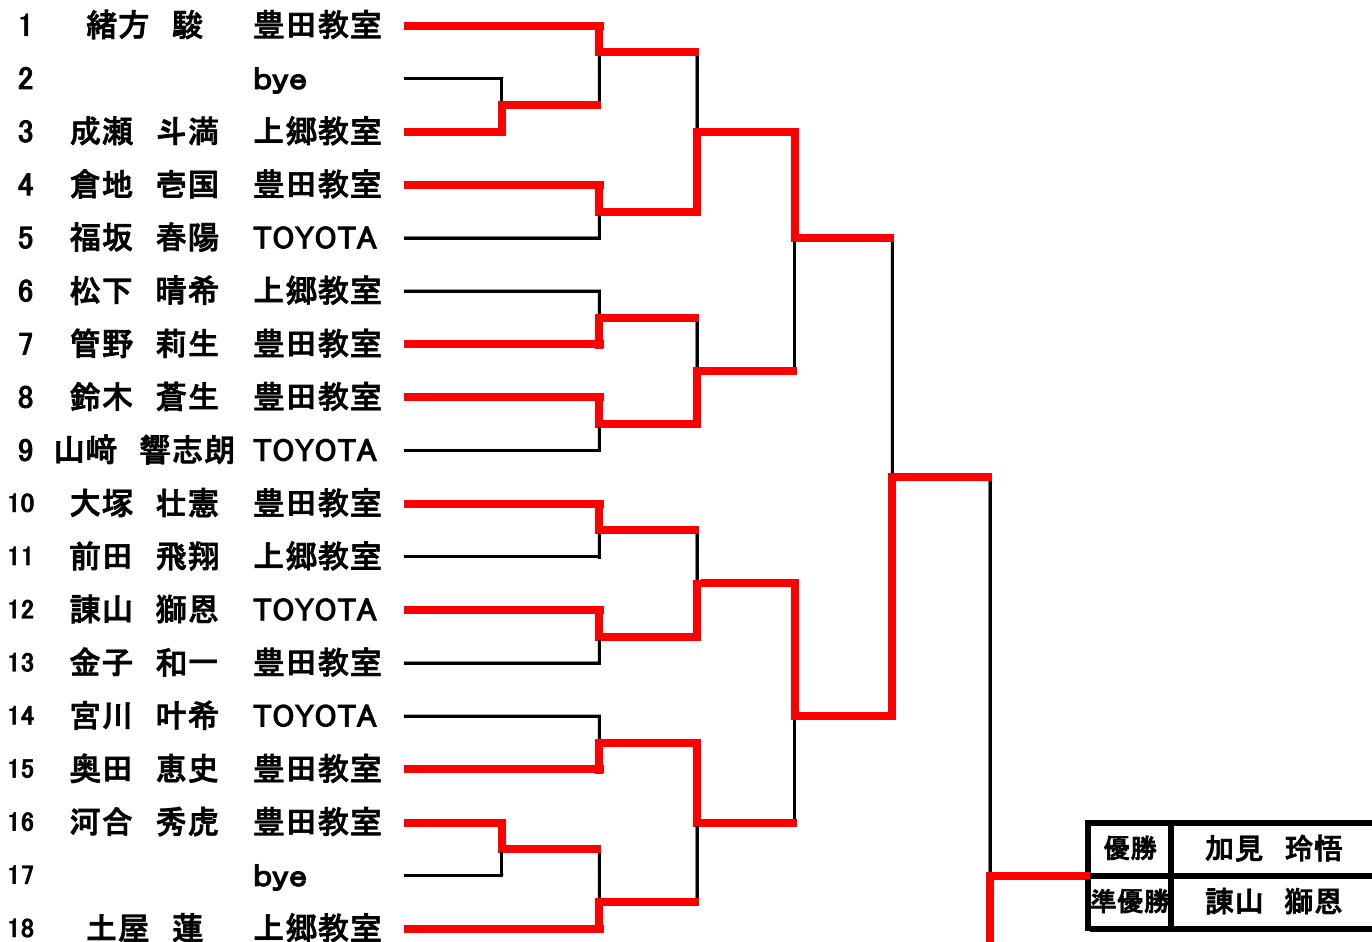 1 緒方 駿 豊田教室
2 bye
3 成瀬 斗満 上郷教室
4 倉地 壱国 豊田教室
5 福坂 春陽 TOYOTA
6 松下 晴希 上郷教室
7 管野 莉生 豊田教室
8 鈴木 蒼生 豊田教室
9 山﨑 響志朗 TOYOTA
10 大塚 壮憲 豊田教室
11 前田 飛翔 上郷教室
12 諫山 獅恩 TOYOTA
13 金子 和一 豊田教室
14 宮川 叶希 TOYOTA
15 奥田 恵史 豊田教室
16 河合 秀虎 豊田教室
優勝 加見 玲悟
17 bye
準優勝 諫山 獅恩
18 土屋 蓮 上郷教室